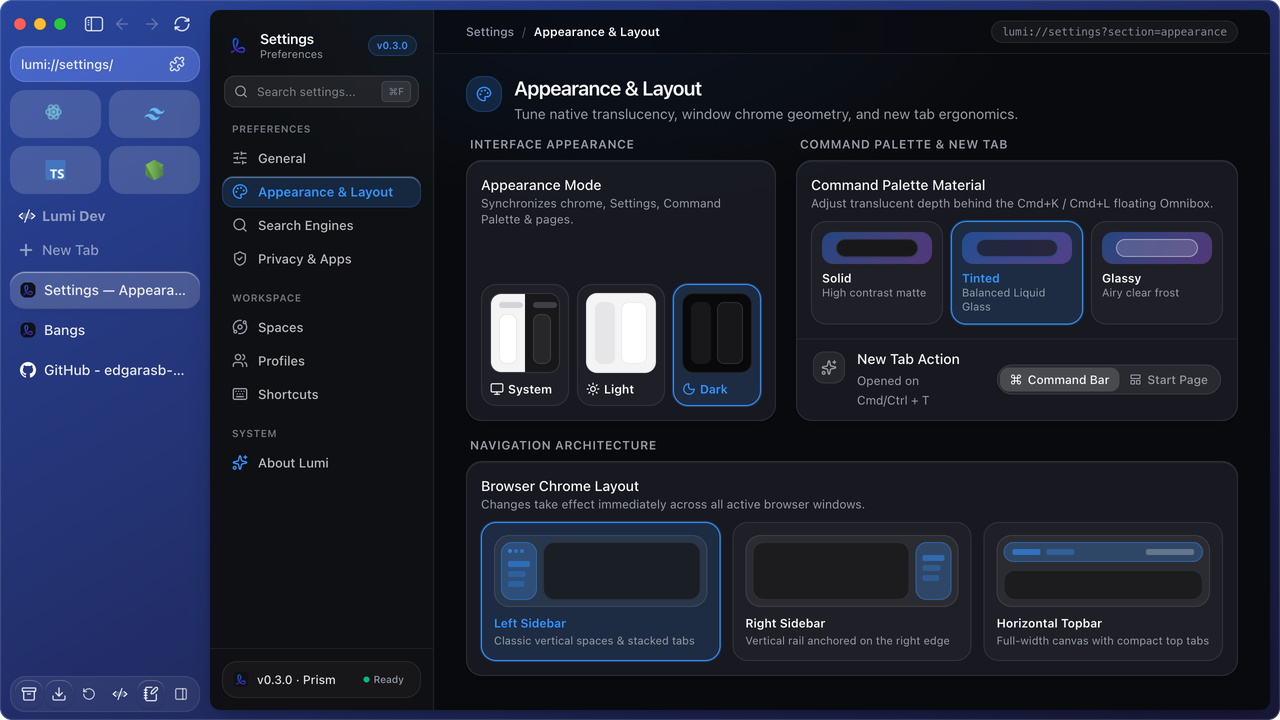 lumi://settings/
TS
</> Lumi Dev
New Tab
Settings — Appeara...
Bangs
GitHub - edgarasb-...
Settings
Preferences
v0.3.0
Search settings...
⌘F
PREFERENCES
General
Appearance & Layout
Search Engines
Privacy & Apps
WORKSPACE
Spaces
Profiles
Shortcuts
SYSTEM
About Lumi
v0.3.0 · Prism
Ready
Settings / Appearance & Layout
lumi://settings?section=appearance
Appearance & Layout
Tune native translucency, window chrome geometry, and new tab ergonomics.
INTERFACE APPEARANCE
Appearance Mode
Synchronizes chrome, Settings, Command
Palette & pages.
System
Light
Dark
COMMAND PALETTE & NEW TAB
Command Palette Material
Adjust translucent depth behind the Cmd+K / Cmd+L floating Omnibox.
Solid
High contrast matte
Tinted
Balanced Liquid
Glass
Glassy
Airy clear frost
New Tab Action
Opened on
Cmd/Ctrl + T
⌘ Command Bar
Start Page
NAVIGATION ARCHITECTURE
Browser Chrome Layout
Changes take effect immediately across all active browser windows.
Left Sidebar
Classic vertical spaces & stacked tabs
Right Sidebar
Vertical rail anchored on the right edge
Horizontal Topbar
Full-width canvas with compact top tabs